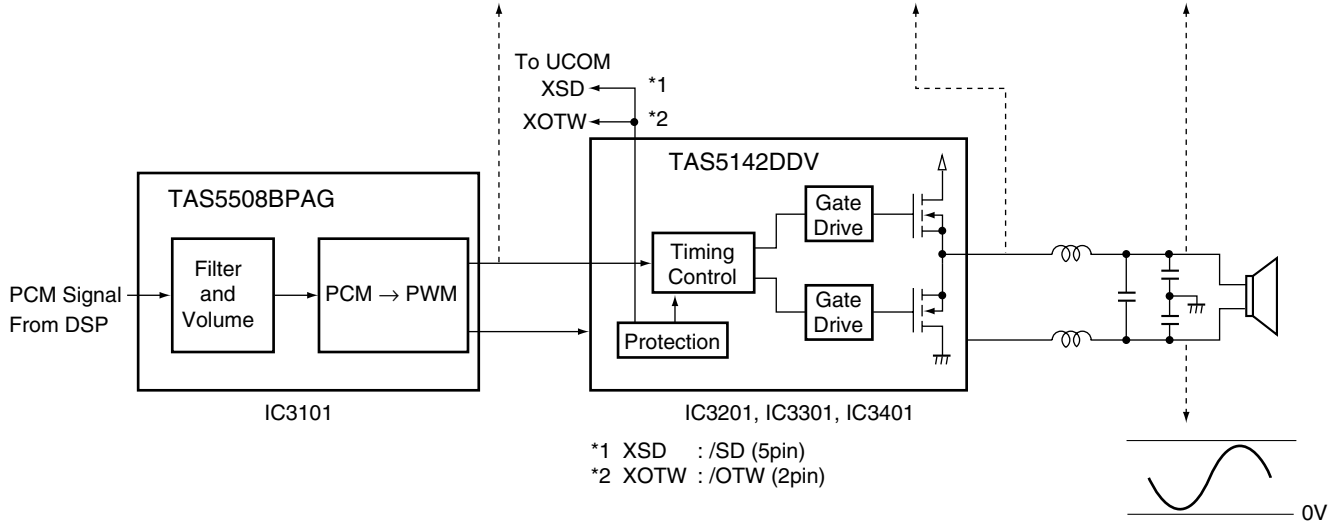 To UCOM
XSD
*1
XOTW
*2
TAS5508BPAG
TAS5142DDV
PCM Signal
From DSP
Filter
and
Volume
PCM → PWM
Timing
Control
Gate
Drive
Gate
Drive
Protection
IC3101
IC3201, IC3301, IC3401
*1 XSD : /SD (5pin)
*2 XOTW : /OTW (2pin)
0V